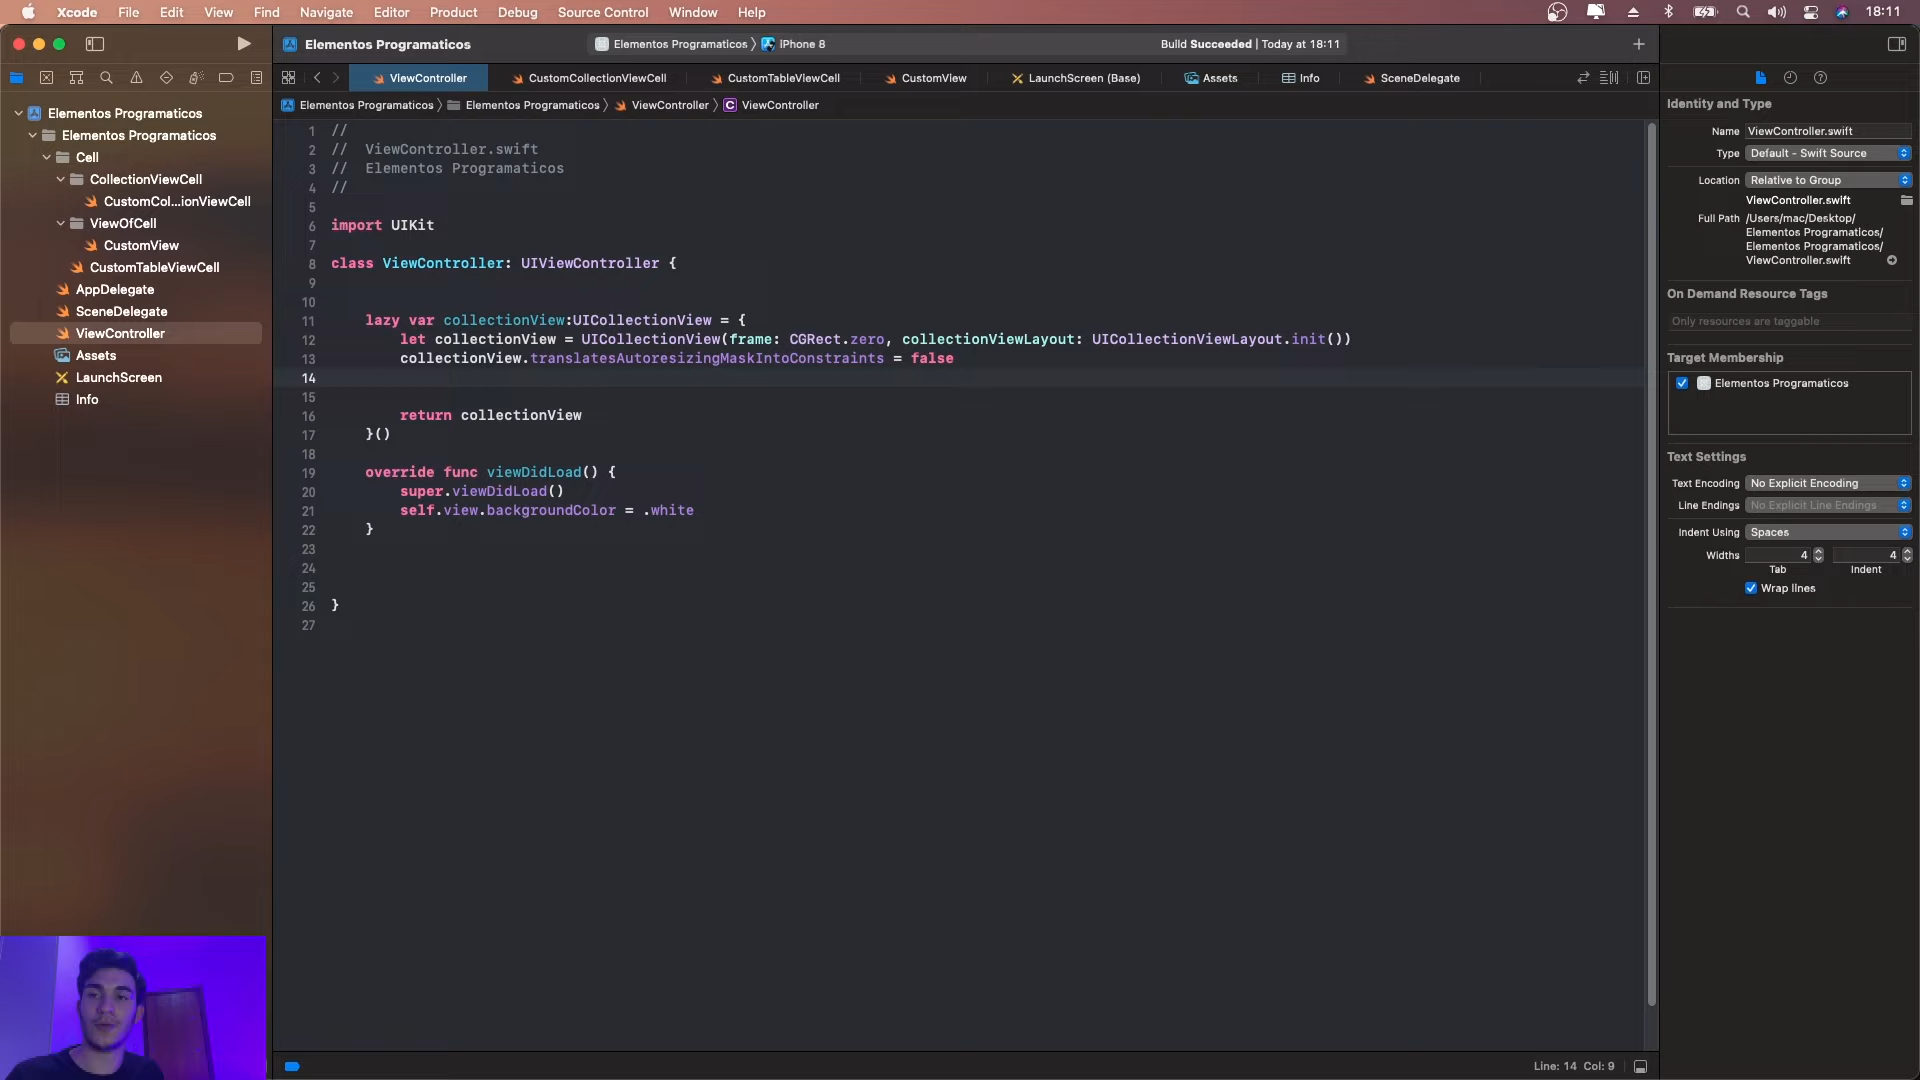 Xcode File Edit View Find Navigate Editor Product Debug Source Control Window Help 18:11
Elementos Programaticos
Elementos Programaticos iPhone 8
Build Succeeded | Today at 18:11
ViewController CustomCollectionViewCell CustomTableViewCell CustomView LaunchScreen (Base) Assets Info SceneDelegate
Elementos Programaticos Elementos Programaticos ViewController C ViewController
Elementos Programaticos
Elementos Programaticos
Cell
CollectionViewCell
CustomCol...ionViewCell
ViewOfCell
CustomView
CustomTableViewCell
AppDelegate
SceneDelegate
ViewController
Assets
LaunchScreen
Info
1 //
2 // ViewController.swift
3 // Elementos Programaticos
4 //
5
6 import UIKit
7
8 class ViewController: UIViewController {
9
10
11 lazy var collectionView:UICollectionView = {
12 let collectionView = UICollectionView(frame: CGRect.zero, collectionViewLayout: UICollectionViewLayout.init())
13 collectionView.translatesAutoresizingMaskIntoConstraints = false
14
15
16 return collectionView
17 }()
18
19 override func viewDidLoad() {
20 super.viewDidLoad()
21 self.view.backgroundColor = .white
22 }
23
24
25
26 }
27
Identity and Type
Name ViewController.swift
Type Default - Swift Source
Location Relative to Group
ViewController.swift
Full Path /Users/mac/Desktop/
Elementos Programaticos/
Elementos Programaticos/
ViewController.swift
On Demand Resource Tags
Only resources are taggable
Target Membership
Elementos Programaticos
Text Settings
Text Encoding No Explicit Encoding
Line Endings No Explicit Line Endings
Indent Using Spaces
Widths 4 4
Tab Indent
Wrap lines
Line: 14 Col: 9